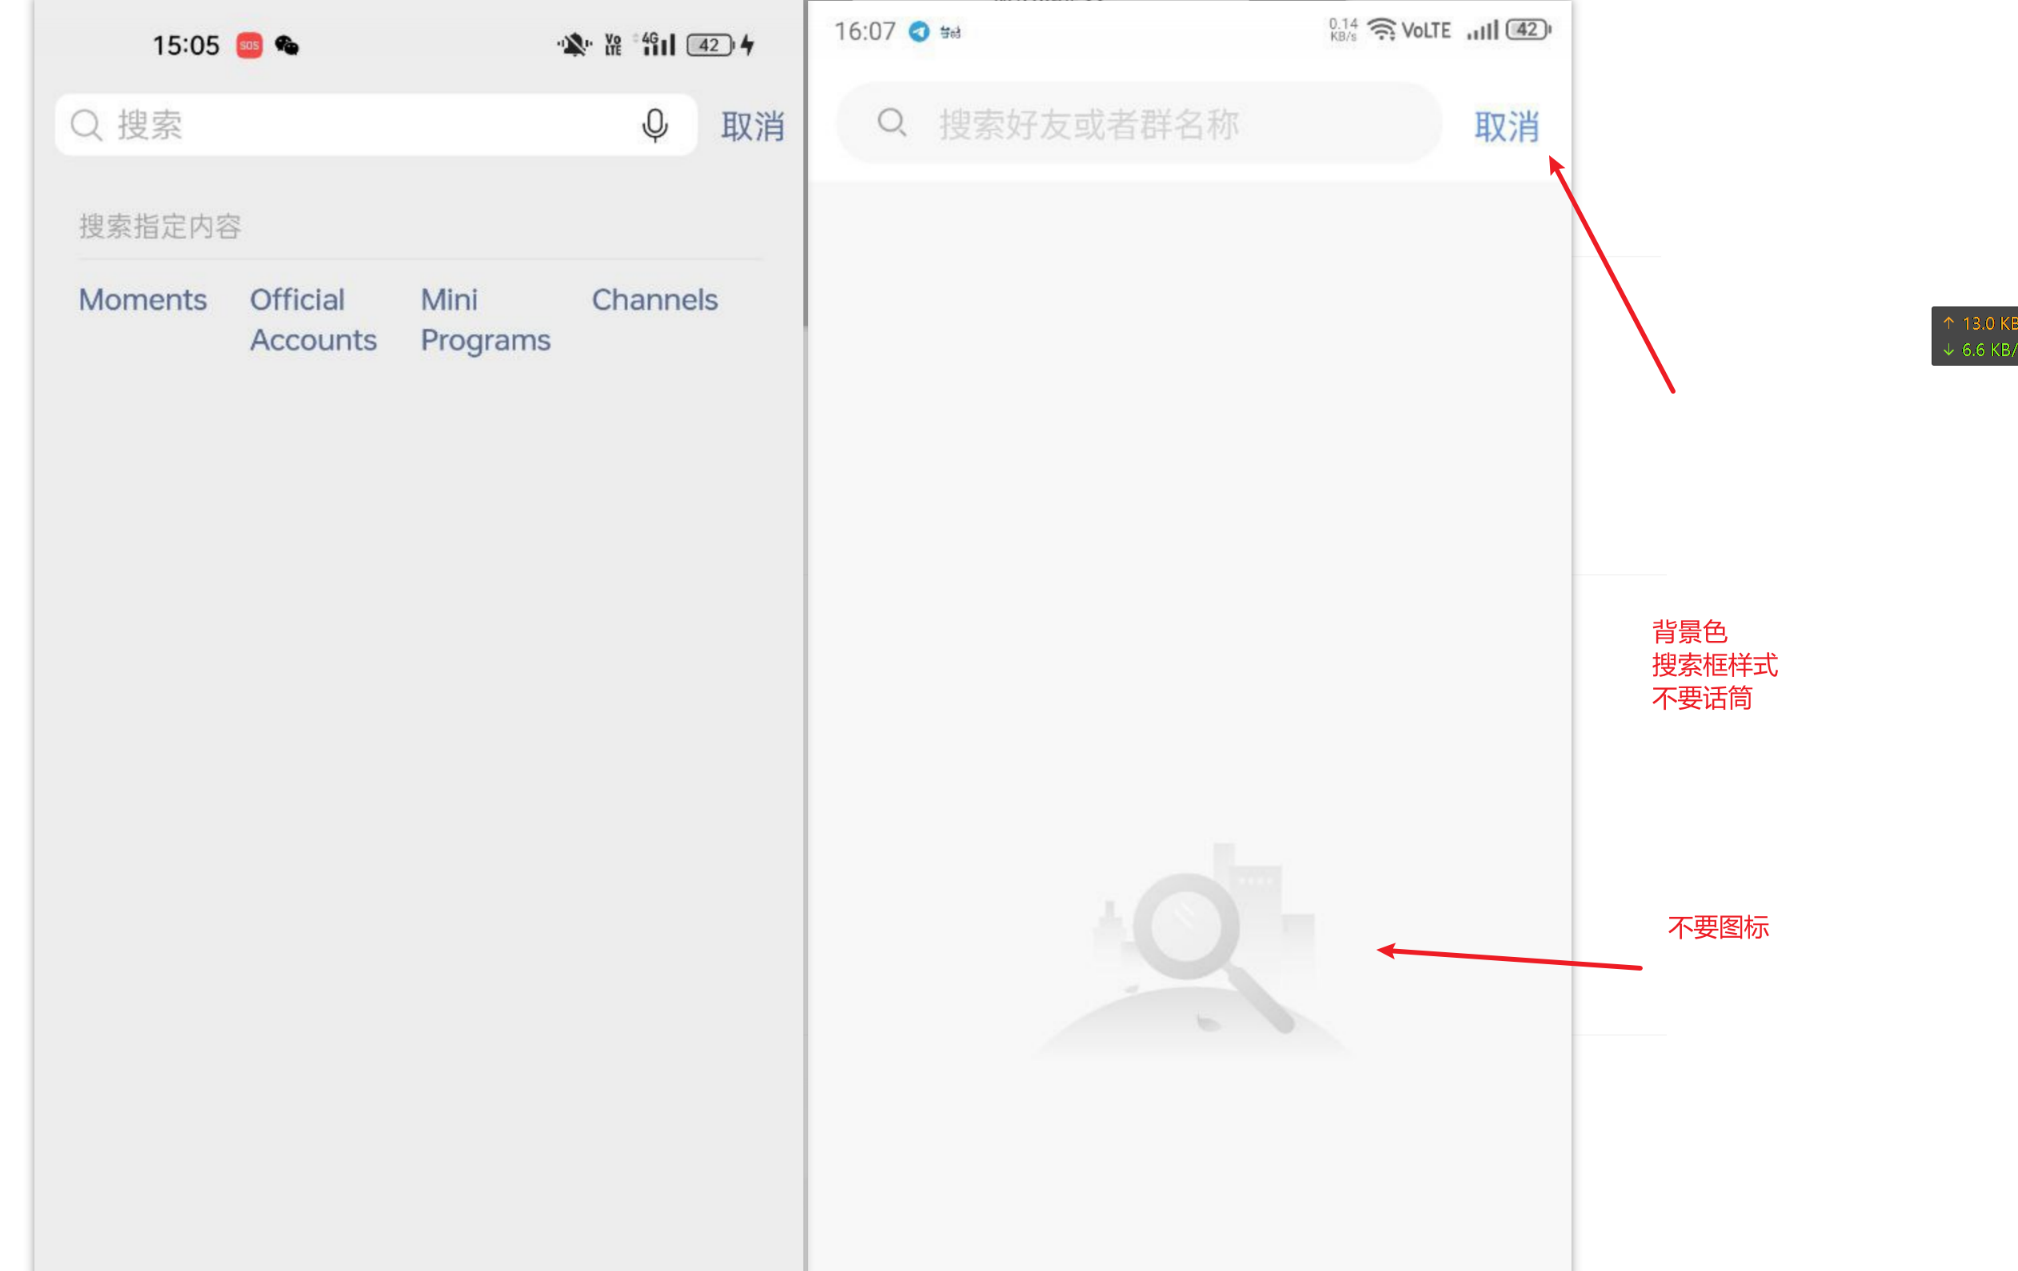 15:05 SOS VoLTE 4G 42
搜索 取消
搜索指定内容
Moments Official Accounts Mini Programs Channels
16:07 0.14 KB/s VoLTE 42
搜索好友或者群名称 取消
↑ 13.0 KB
↓ 6.6 KB/
背景色
搜索框样式
不要话筒
不要图标